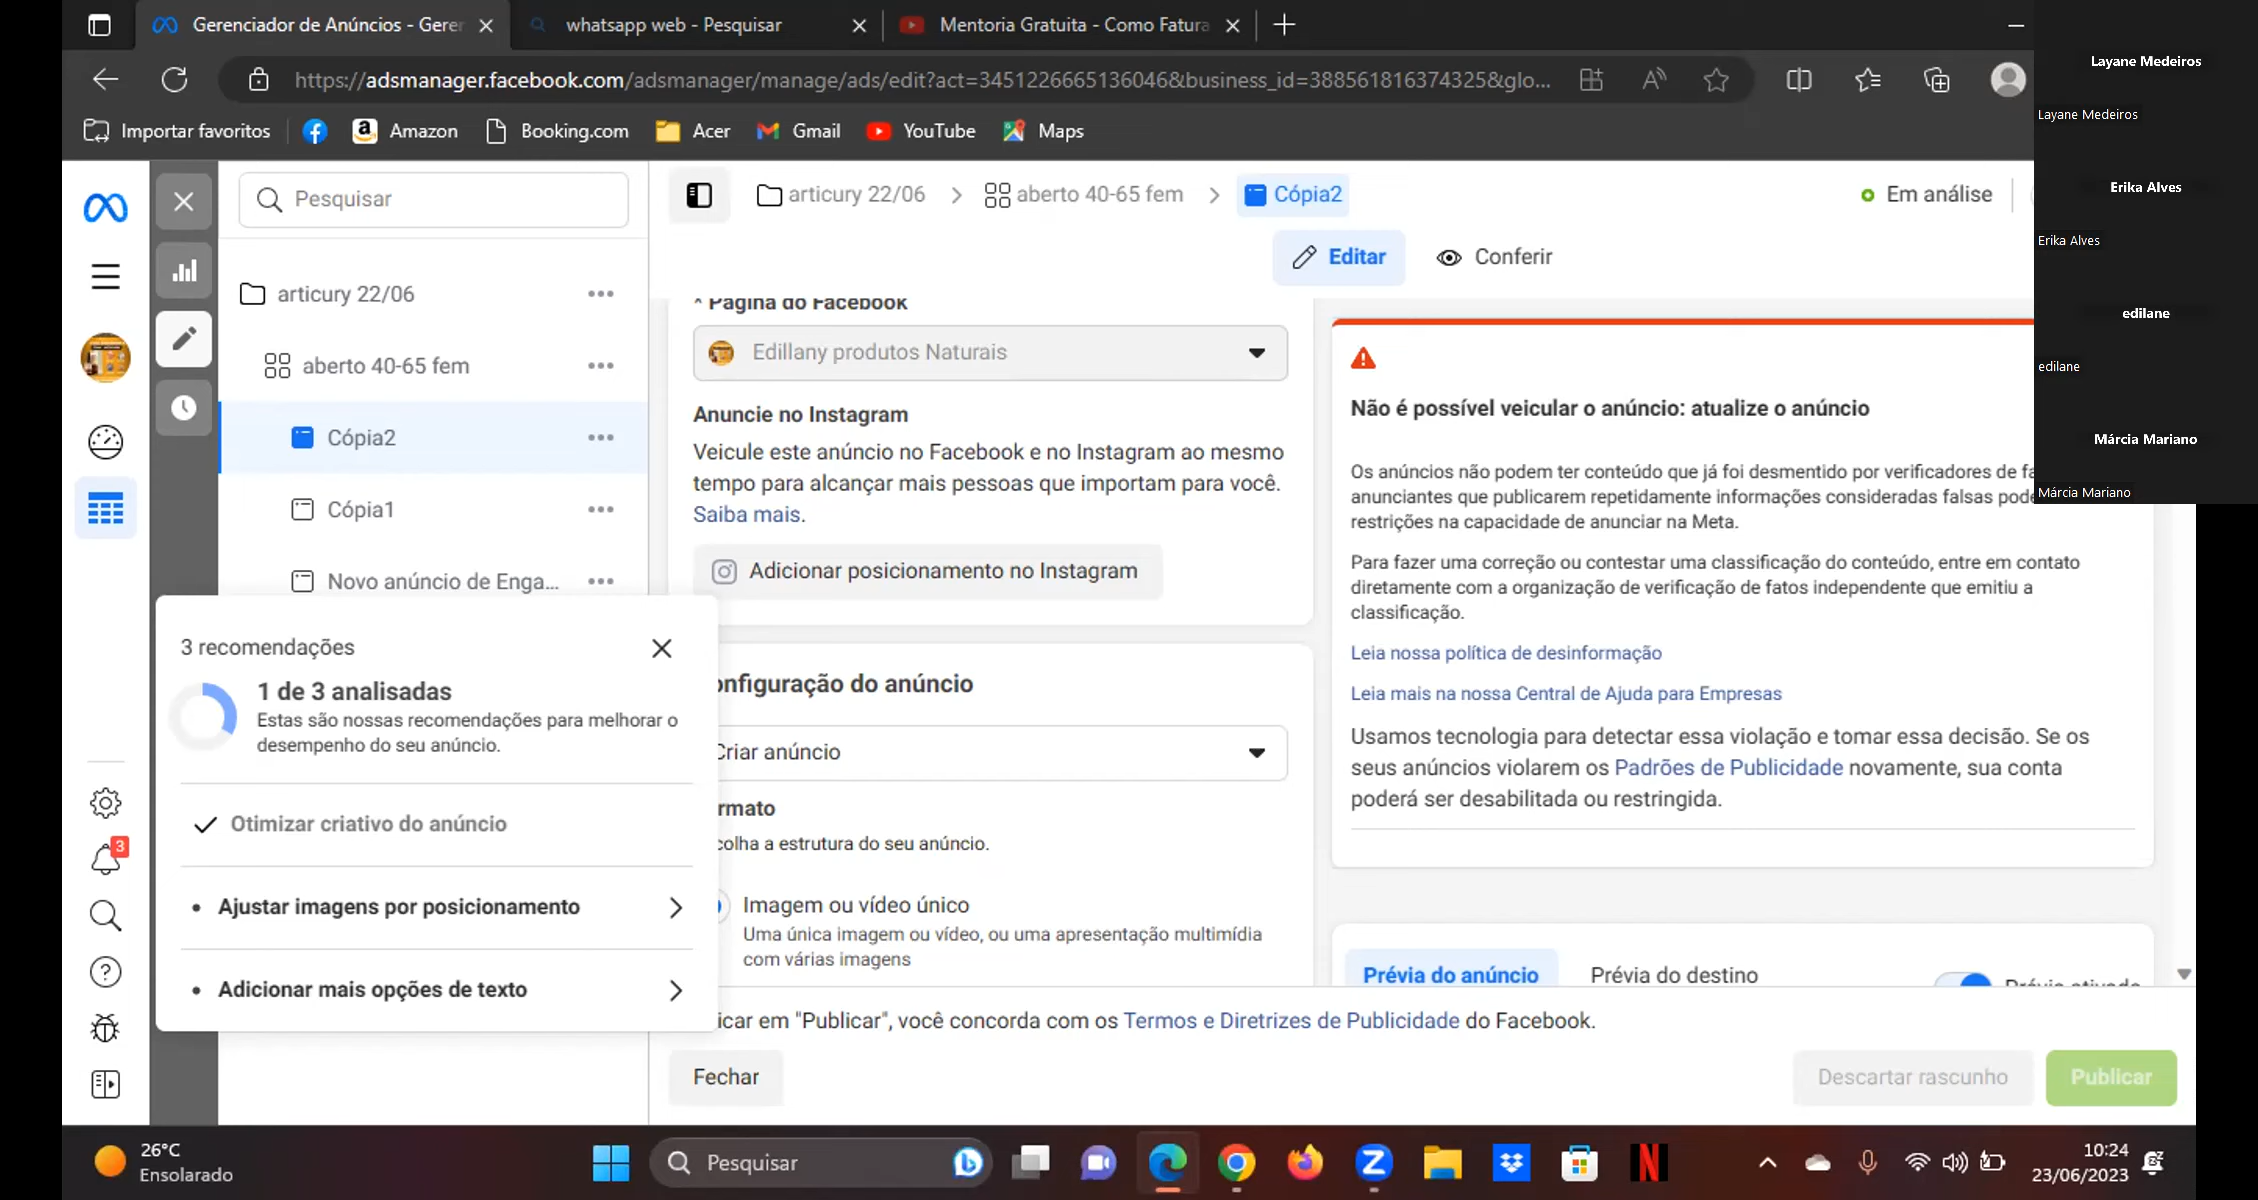 Gerenciador de Anúncios - Geren
whatsapp web - Pesquisar
Mentoria Gratuita - Como Fatura
https://adsmanager.facebook.com/adsmanager/manage/ads/edit?act=3451226665136046&business_id=388561816374325&glo...
Importar favoritos
Amazon
Booking.com
Acer
Gmail
YouTube
Maps
Layane Medeiros
Layane Medeiros
Erika Alves
Erika Alves
edilane
edilane
Márcia Mariano
Márcia Mariano
Pesquisar
articury 22/06
aberto 40-65 fem
Cópia2
Cópia1
Novo anúncio de Enga...
articury 22/06
aberto 40-65 fem
Cópia2
Em análise
Editar
Conferir
* Página do Facebook
Edillany produtos Naturais
Anuncie no Instagram
Veicule este anúncio no Facebook e no Instagram ao mesmo
tempo para alcançar mais pessoas que importam para você.
Saiba mais.
Adicionar posicionamento no Instagram
onfiguração do anúncio
Criar anúncio
rmato
colha a estrutura do seu anúncio.
Imagem ou vídeo único
Uma única imagem ou vídeo, ou uma apresentação multimídia
com várias imagens
Não é possível veicular o anúncio: atualize o anúncio
Os anúncios não podem ter conteúdo que já foi desmentido por verificadores de fa
anunciantes que publicarem repetidamente informações consideradas falsas pode
restrições na capacidade de anunciar na Meta.
Para fazer uma correção ou contestar uma classificação do conteúdo, entre em contato
diretamente com a organização de verificação de fatos independente que emitiu a
classificação.
Leia nossa política de desinformação
Leia mais na nossa Central de Ajuda para Empresas
Usamos tecnologia para detectar essa violação e tomar essa decisão. Se os
seus anúncios violarem os Padrões de Publicidade novamente, sua conta
poderá ser desabilitada ou restringida.
Prévia do anúncio
Prévia do destino
Prévia ativada
3 recomendações
1 de 3 analisadas
Estas são nossas recomendações para melhorar o
desempenho do seu anúncio.
Otimizar criativo do anúncio
• Ajustar imagens por posicionamento
• Adicionar mais opções de texto
3
icar em "Publicar", você concorda com os Termos e Diretrizes de Publicidade do Facebook.
Fechar
Descartar rascunho
Publicar
26°C
Ensolarado
Pesquisar
10:24
23/06/2023